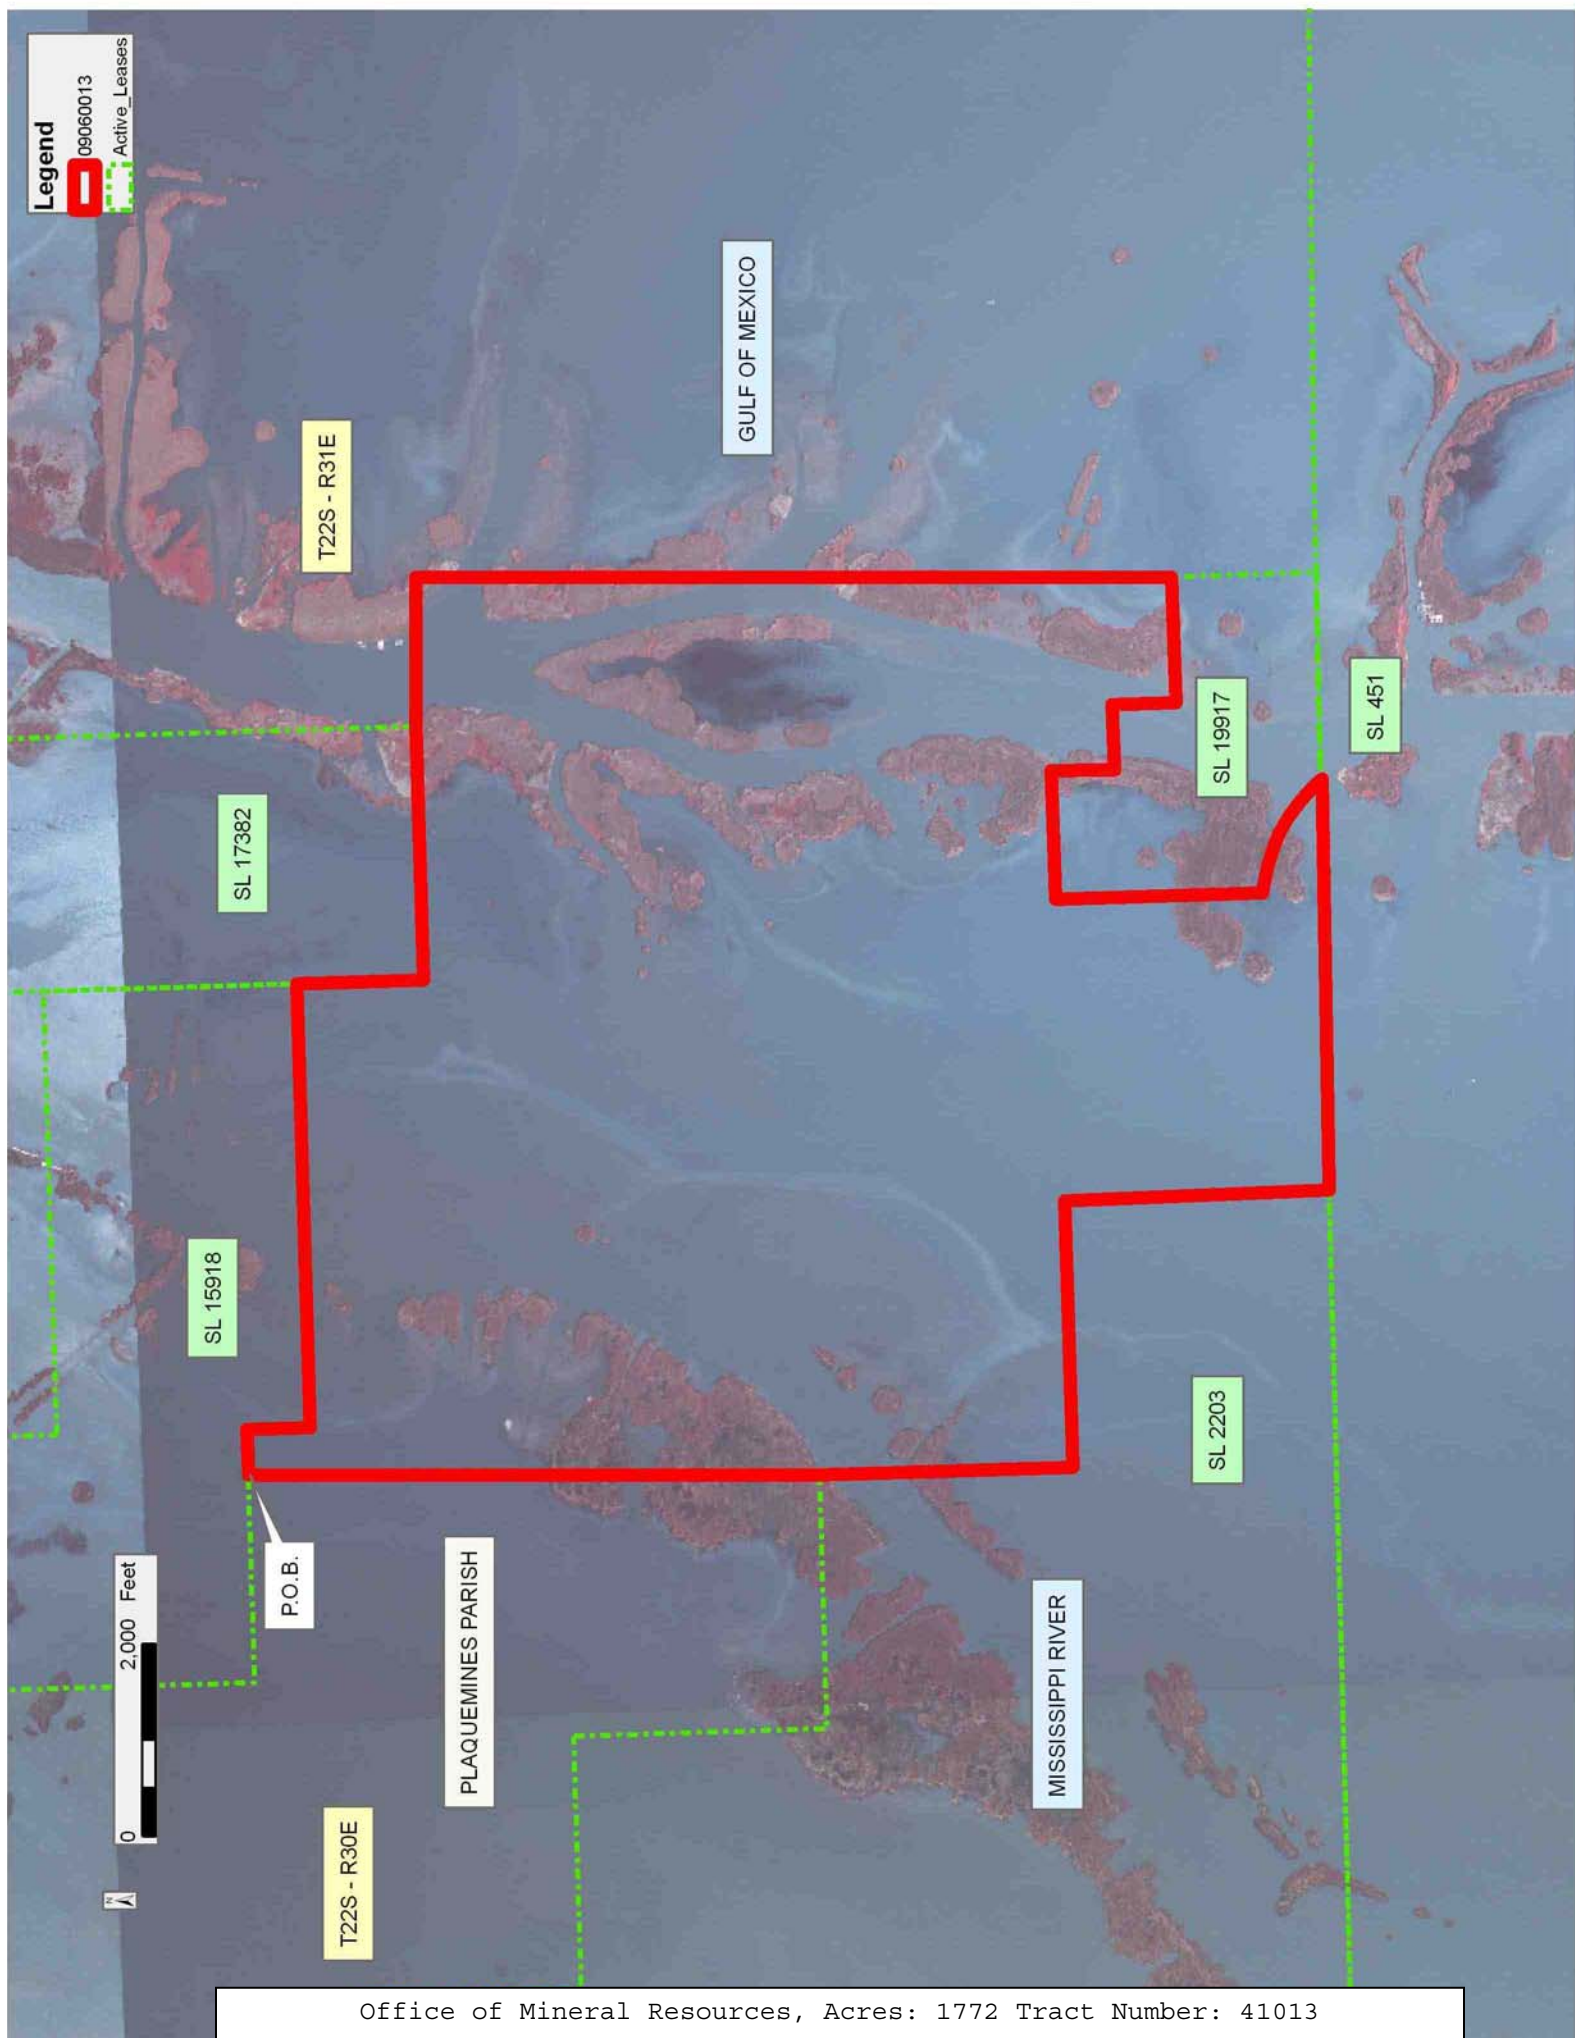 Legend
09060013
Active_Leases
T22S - R31E
GULF OF MEXICO
SL 17382
SL 19917
SL 451
SL 15918
SL 2203
P.O.B.
0 2,000 Feet
PLAQUEMINES PARISH
MISSISSIPPI RIVER
T22S - R30E
N
Office of Mineral Resources, Acres: 1772 Tract Number: 41013